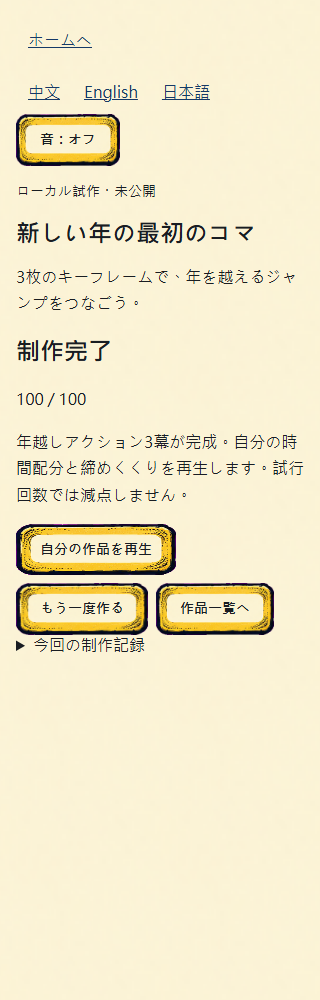 ホームへ
中文 English 日本語
音：オフ
ローカル試作・未公開
新しい年の最初のコマ
3枚のキーフレームで、年を越えるジャ
ンプをつなごう。
制作完了
100 / 100
年越しアクション3幕が完成。自分の時
間配分と締めくくりを再生します。試行
回数では減点しません。
自分の作品を再生
もう一度作る 作品一覧へ
▶ 今回の制作記録